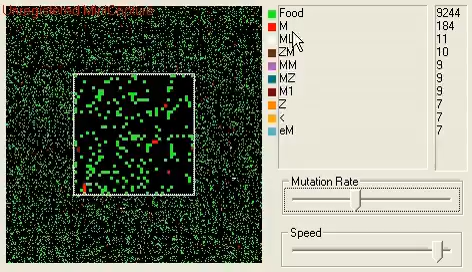 Food 9244
M 184
ML 11
ZM 10
MM 9
MZ 9
M1 9
Z 7
< 7
eM 7
Mutation Rate
Speed